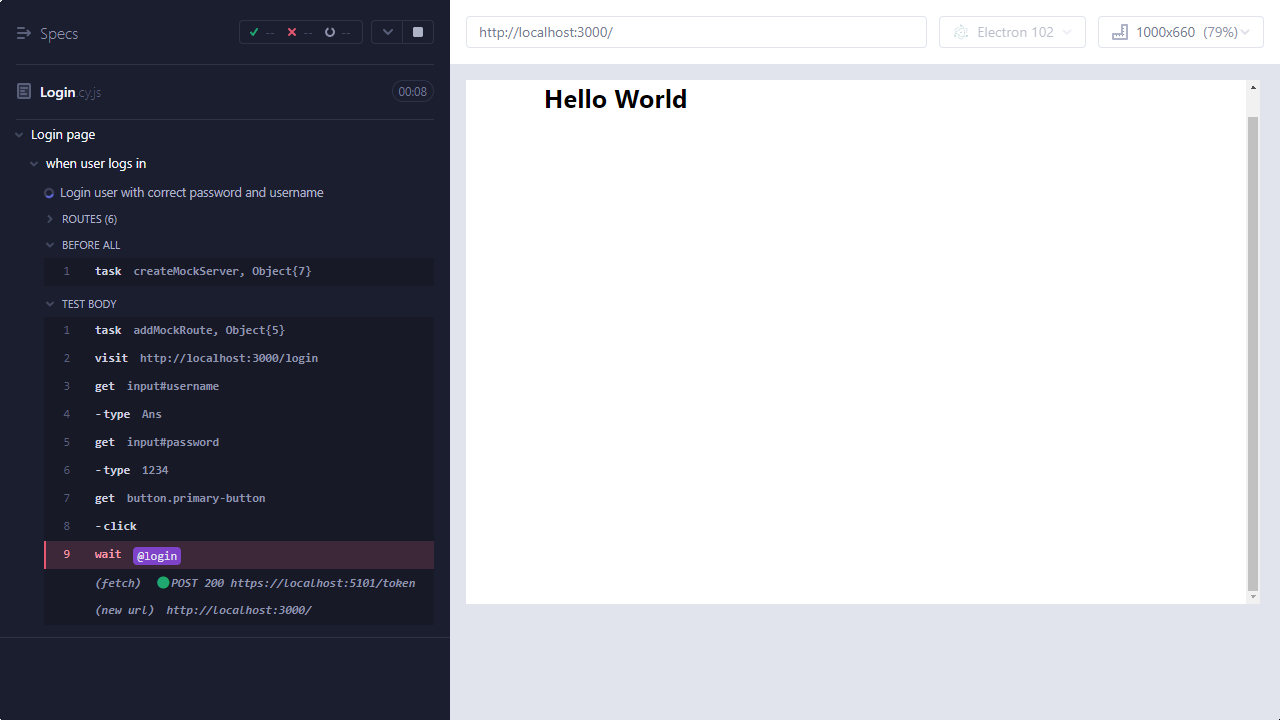 Specs
-- -- --
Login.cy.js
00:08
Login page
when user logs in
Login user with correct password and username
ROUTES (6)
BEFORE ALL
1 task createMockServer, Object{7}
TEST BODY
1 task addMockRoute, Object{5}
2 visit http://localhost:3000/login
3 get input#username
4 -type Ans
5 get input#password
6 -type 1234
7 get button.primary-button
8 -click
9 wait @login
(fetch) POST 200 https://localhost:5101/token
(new url) http://localhost:3000/
http://localhost:3000/
Electron 102
1000x660 (79%)
Hello World